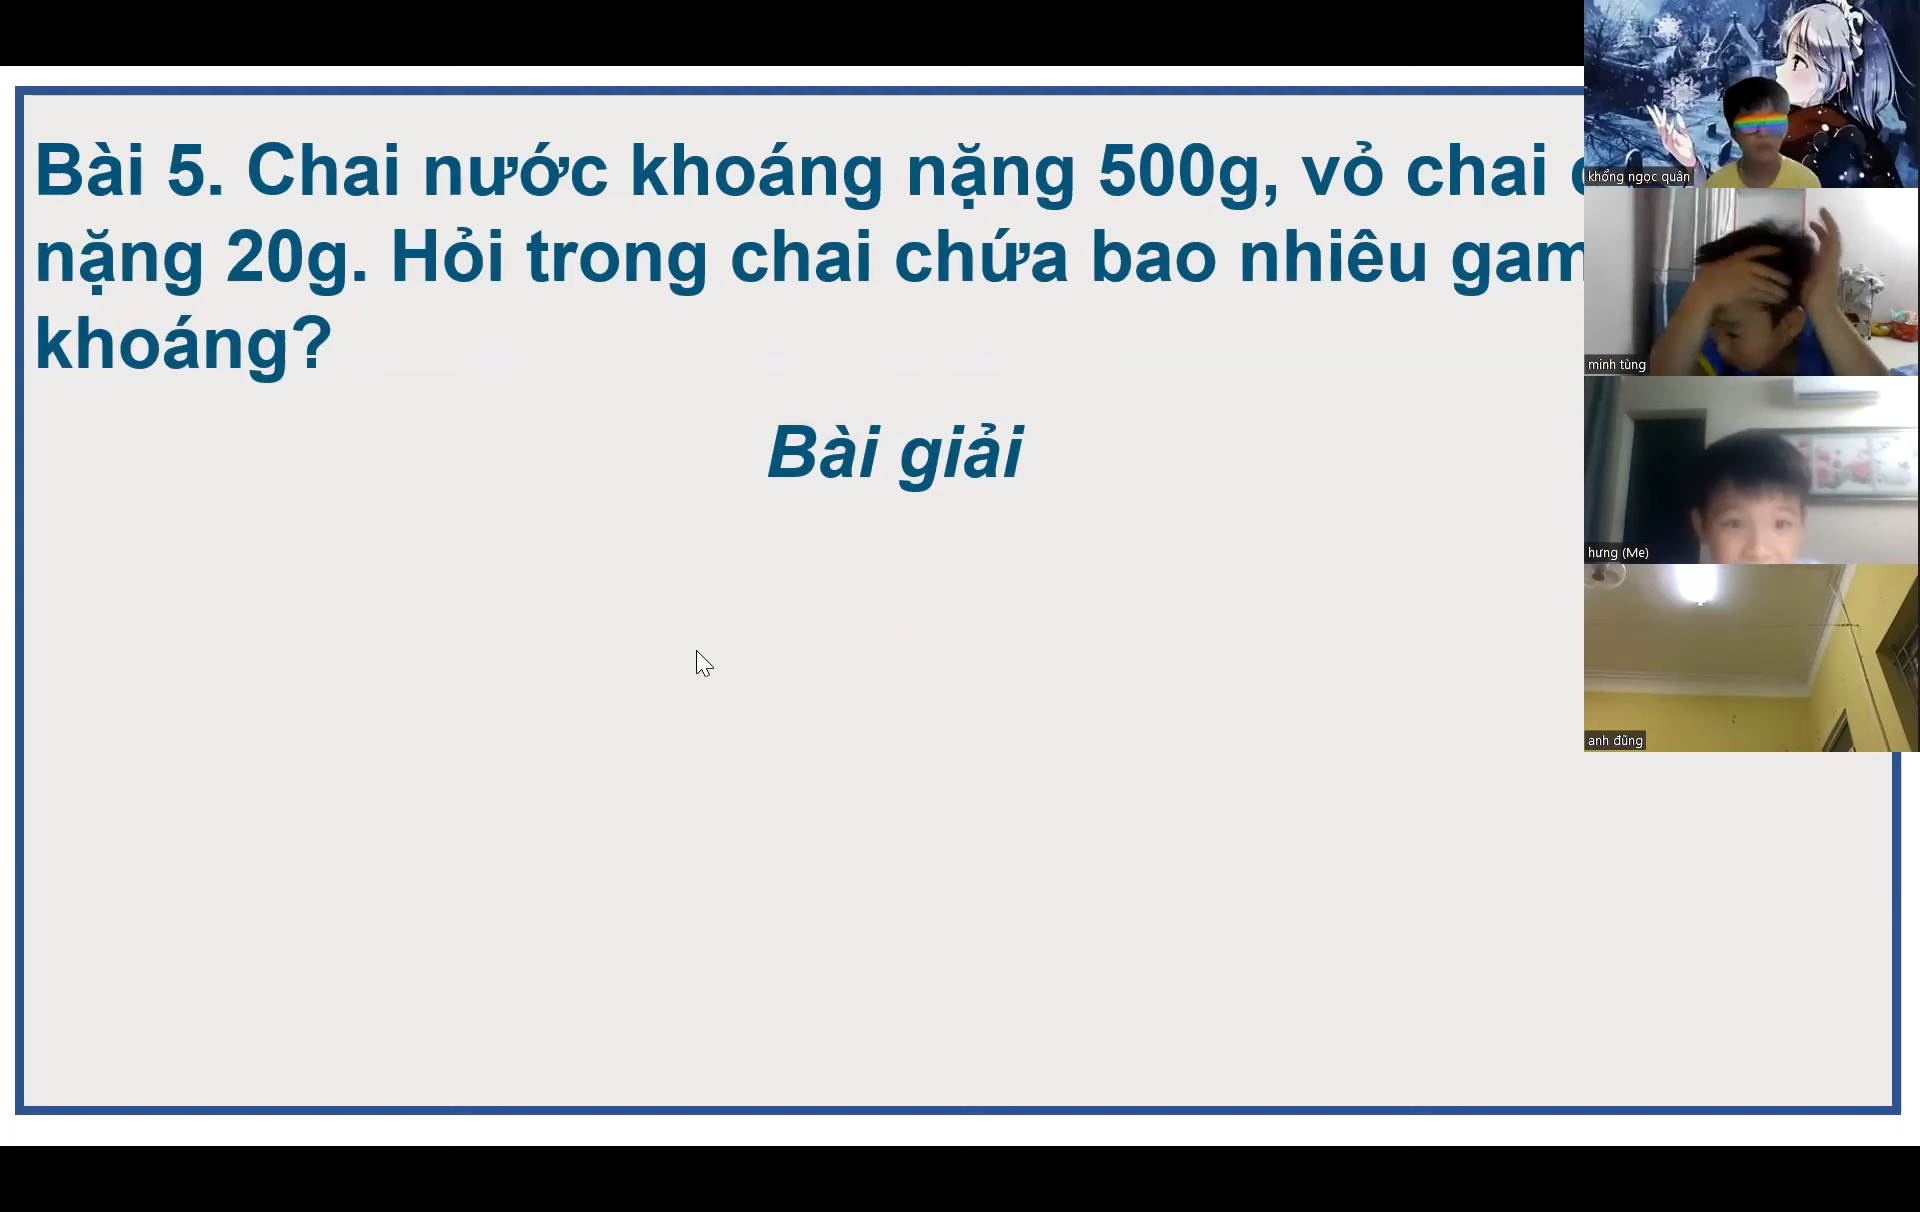 Bài 5. Chai nước khoáng nặng 500g, vỏ chai
nặng 20g. Hỏi trong chai chứa bao nhiêu gam
khoáng?
Bài giải
khổng ngọc quân
minh tùng
hưng (Me)
anh đũng